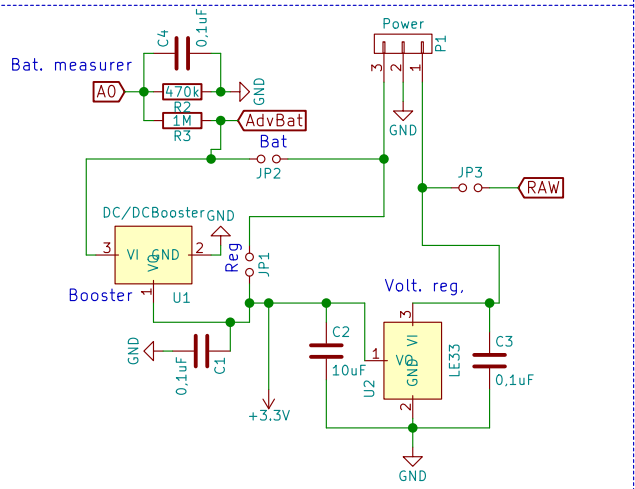 Power
P1
3
2
1
GND
C4
0,1uF
Bat. measurer
A0
470k
R2
GND
1M
R3
AdvBat
Bat
JP2
JP3
RAW
DC/DCBooster
GND
3
VI
GND
2
VO
1
U1
Booster
Reg
JP1
GND
0,1uF
C1
+3.3V
C2
10uF
Volt. reg,
3
VI
1
VO
GND
2
U2
LE33
C3
0,1uF
GND